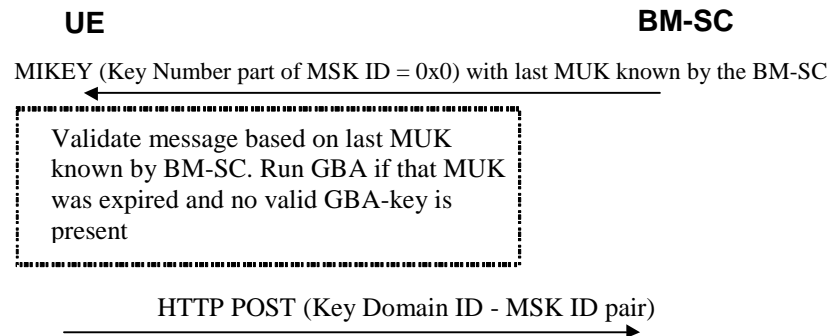 UE
BM-SC
MIKEY (Key Number part of MSK ID = 0x0) with last MUK known by the BM-SC
Validate message based on last MUK
known by BM-SC. Run GBA if that MUK
was expired and no valid GBA-key is
present
HTTP POST (Key Domain ID - MSK ID pair)